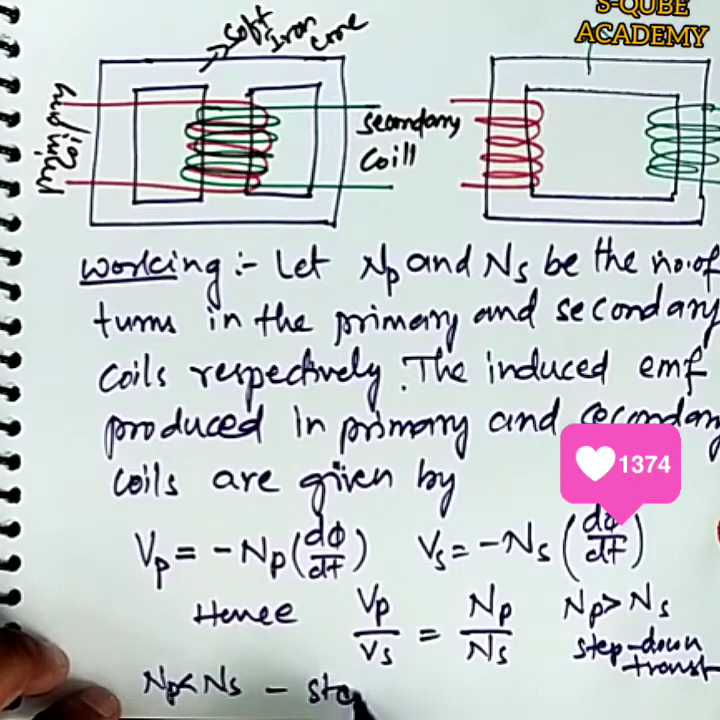 S-QUBE
ACADEMY
soft iron core
secondary
coill
working :- Let Np and Ns be the no. of
turns in the primary and secondary
coils respectively. The induced emf
produced in primary and secondary
coils are given by
1374
Vp = -Np (dφ/dt)   Vs = -Ns (dφ/dt)
Hence Vp/Vs = Np/Ns   Np > Ns
step-down
transf
Np < Ns - ste